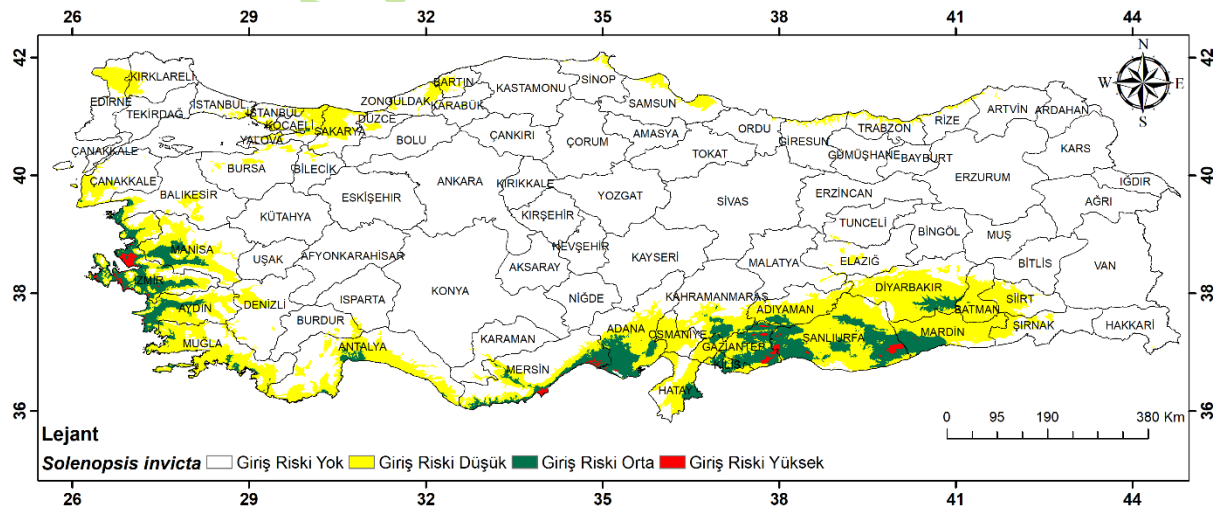 26 29 32 35 38 41 44
42 42
N
W E
S
KIRKLARELİ
EDİRNE
TEKİRDAĞ
İSTANBUL
İSTANBUL
KOCAELİ
YALOVA
SAKARYA
DÜZCE
ZONGULDAK
BARTIN
KARABÜK
KASTAMONU
SİNOP
SAMSUN
BOLU
ÇANKIRI
ÇORUM
AMASYA
ORDU
GİRESUN
TRABZON
RİZE
ARTVİN
ARDAHAN
KARS
TOKAT
GÜMÜŞHANE
BAYBURT
ÇANAKKALE
40 40
ÇANAKKALE
BALIKESİR
BURSA
BİLECİK
ESKİŞEHİR
ANKARA
KIRIKKALE
YOZGAT
SİVAS
ERZİNCAN
ERZURUM
IĞDIR
AĞRI
KÜTAHYA
KIRŞEHİR
NEVŞEHİR
TUNCELİ
BİNGÖL
MUŞ
MANİSA
UŞAK
AFYONKARAHİSAR
AKSARAY
KAYSERİ
MALATYA
ELAZIĞ
BİTLİS
VAN
38 38
İZMİR
AYDIN
DENİZLİ
ISPARTA
KONYA
NİĞDE
KAHRAMANMARAŞ
ADIYAMAN
DİYARBAKIR
BATMAN
SİİRT
BURDUR
MUĞLA
ANTALYA
KARAMAN
MERSİN
ADANA
OSMANİYE
GAZİANTEP
KİLİS
ŞANLIURFA
MARDİN
ŞIRNAK
HAKKARİ
HATAY
36 36
0 95 190 380 Km
Lejant
Solenopsis invicta Giriş Riski Yok Giriş Riski Düşük Giriş Riski Orta Giriş Riski Yüksek
26 29 32 35 38 41 44